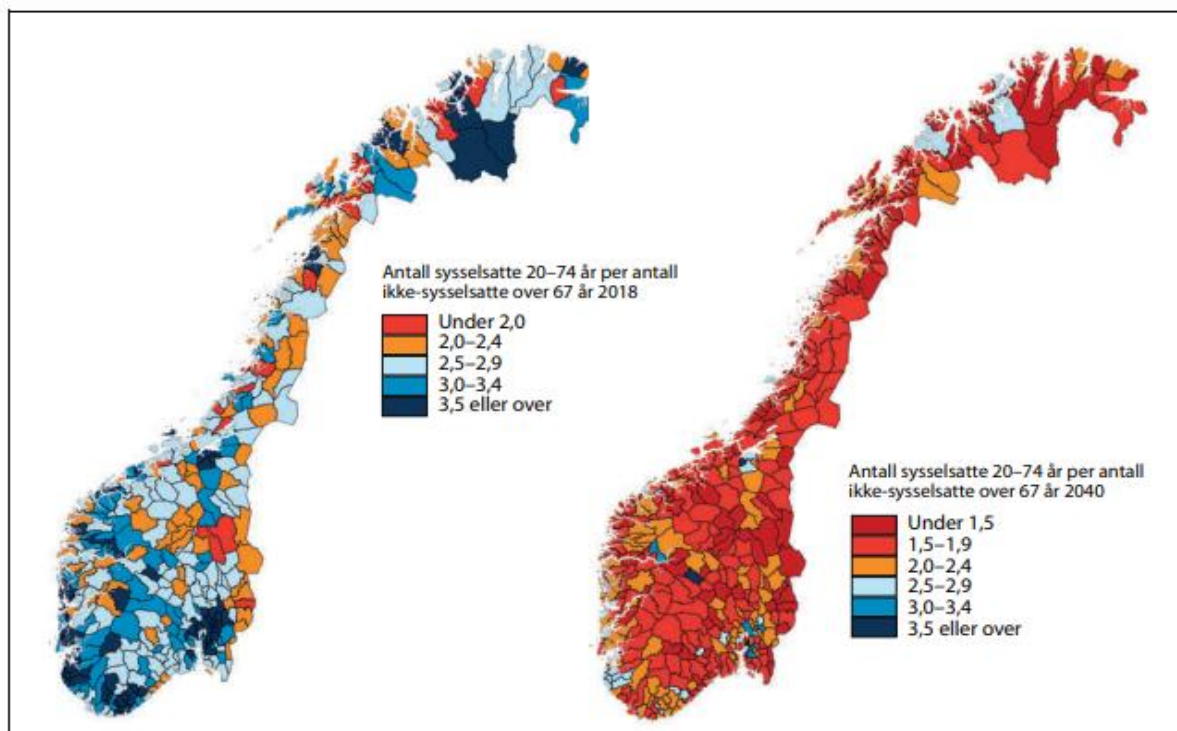 Antall sysselsatte 20–74 år per antall
ikke-sysselsatte over 67 år 2018
Under 2,0
2,0–2,4
2,5–2,9
3,0–3,4
3,5 eller over
Antall sysselsatte 20–74 år per antall
ikke-sysselsatte over 67 år 2040
Under 1,5
1,5–1,9
2,0–2,4
2,5–2,9
3,0–3,4
3,5 eller over